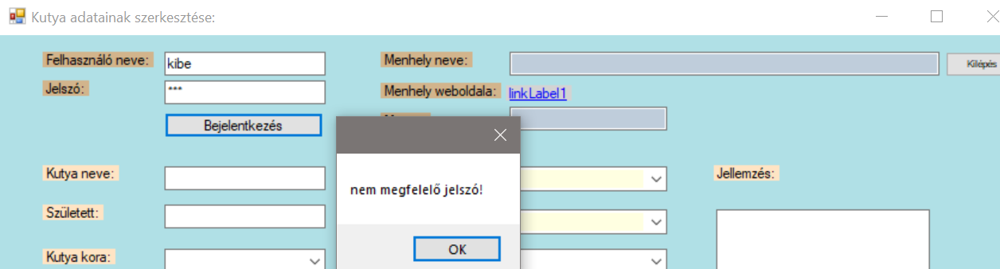 Kutya adatainak szerkesztése:
Felhasználó neve: kibe
Menhely neve:
Kilépés
Jelszó: ***
Menhely weboldala: linkLabel1
Bejelentkezés
nem megfelelő jelszó!
OK
Kutya neve:
Jellemzés:
Született:
Kutya kora: